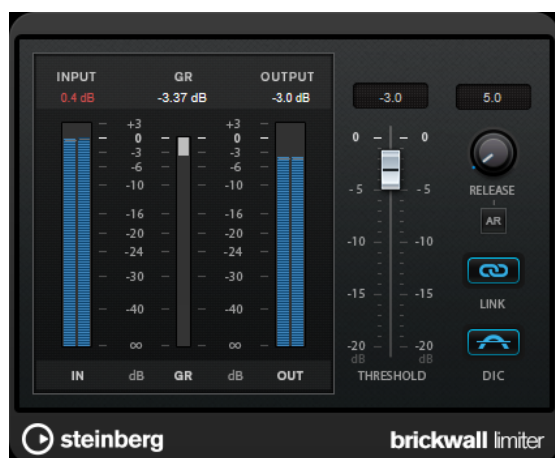 INPUT GR OUTPUT
0.4 dB -3.37 dB -3.0 dB
-3.0 5.0
+3 +3
0 0 0 0
-3 -3
-6 -6
-10 -10
RELEASE
-5 -5
-16 -16
AR
-20 -20
-10 -10
-24 -24
-30 -30
-15 -15
LINK
-40 -40
∞ ∞
-20 -20
dB dB
IN dB GR dB OUT
THRESHOLD DIC
steinberg brickwall limiter